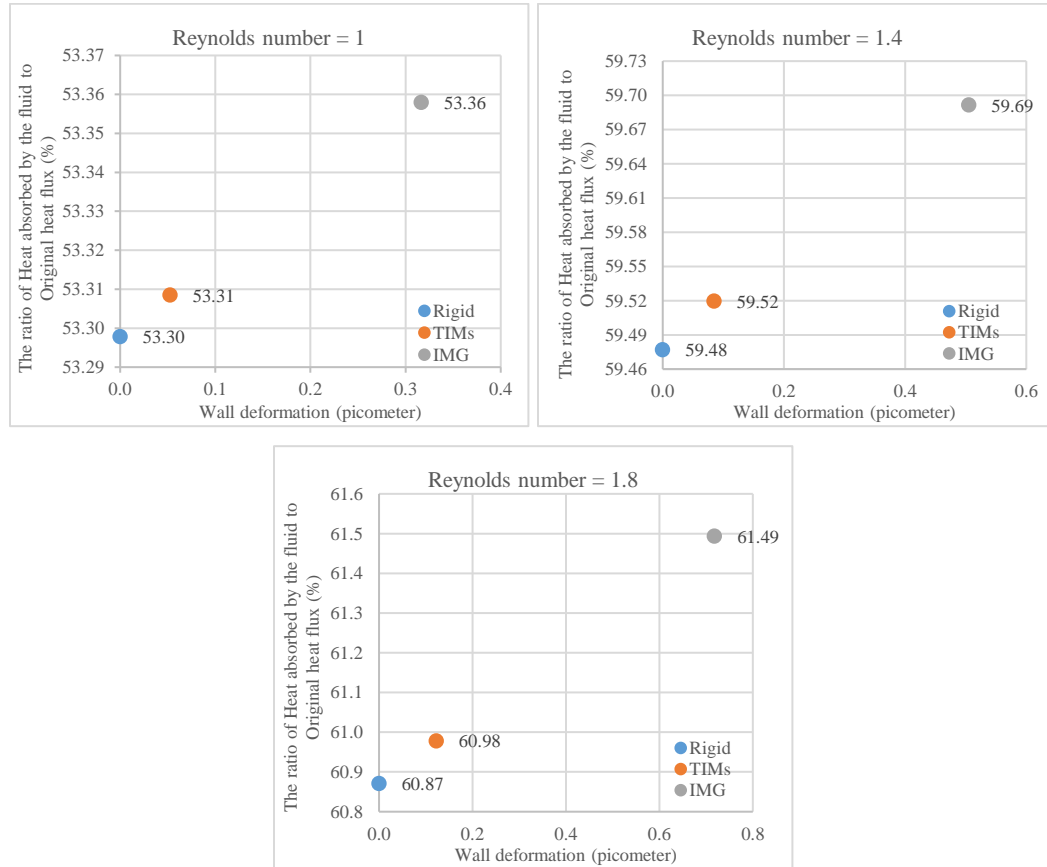 Reynolds number = 1
The ratio of Heat absorbed by the fluid to
Original heat flux (%)
53.37
53.36
53.35
53.34
53.33
53.32
53.31
53.30
53.29
53.36
53.31
53.30
Rigid
TIMs
IMG
0.0
0.1
0.2
0.3
0.4
Wall deformation (picometer)
Reynolds number = 1.4
The ratio of Heat absorbed by the fluid to
Original heat flux (%)
59.73
59.70
59.67
59.64
59.61
59.58
59.55
59.52
59.49
59.46
59.69
59.52
59.48
Rigid
TIMs
IMG
0.0
0.2
0.4
0.6
Wall deformation (picometer)
Reynolds number = 1.8
The ratio of Heat absorbed by the fluid to
Original heat flux (%)
61.6
61.5
61.4
61.3
61.2
61.1
61.0
60.9
60.8
61.49
60.98
60.87
Rigid
TIMs
IMG
0.0
0.2
0.4
0.6
0.8
Wall deformation (picometer)